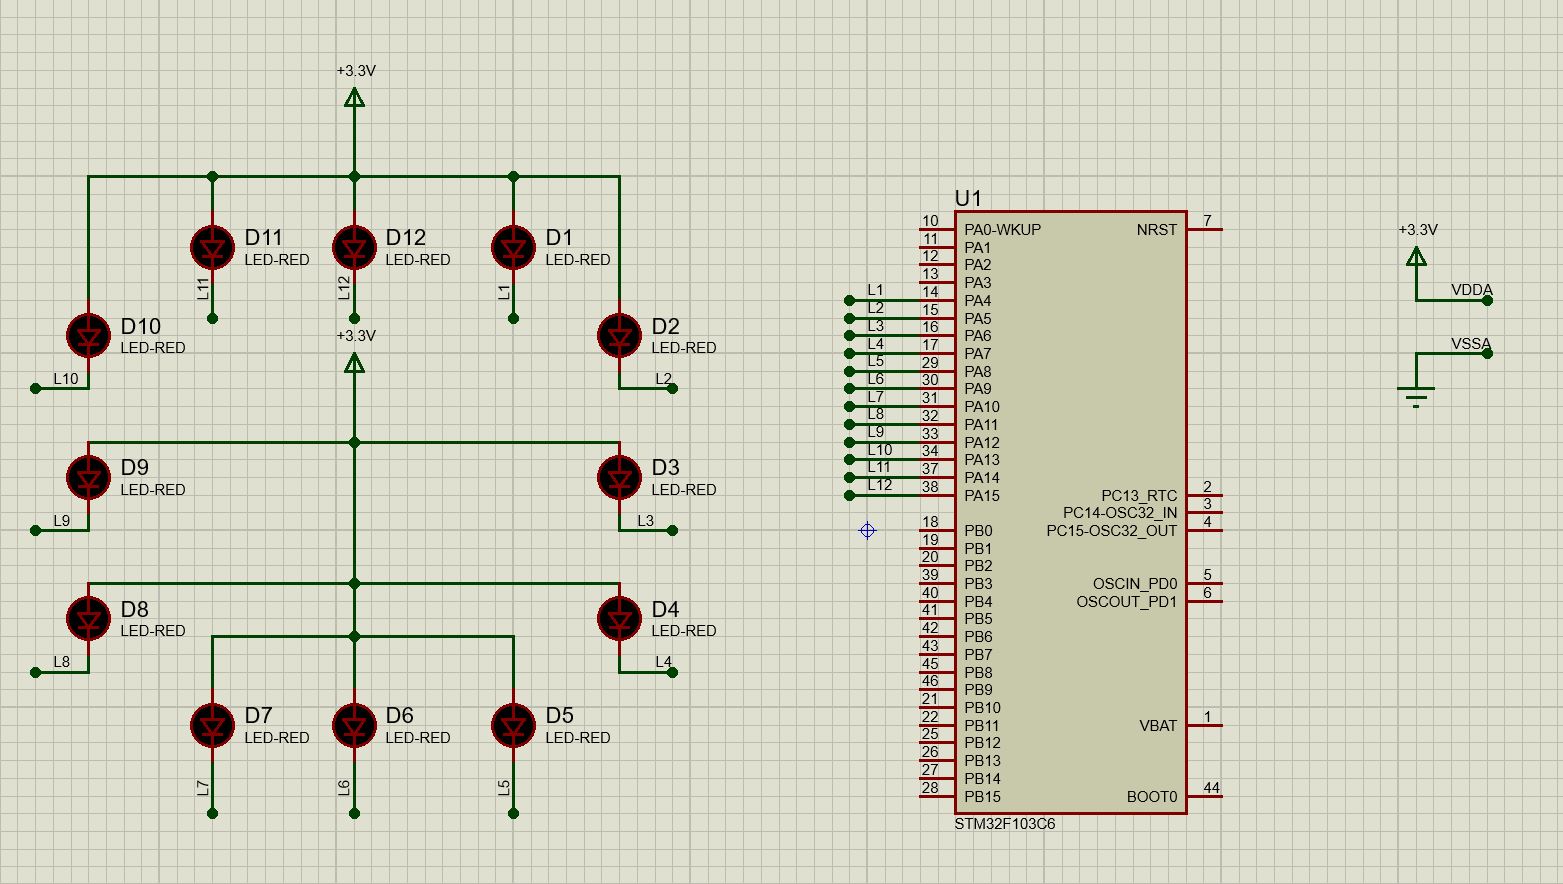 +3.3V
D11
LED-RED
L11
D12
LED-RED
L12
D1
LED-RED
L1
D10
LED-RED
L10
D2
LED-RED
L2
+3.3V
D9
LED-RED
L9
D3
LED-RED
L3
D8
LED-RED
L8
D4
LED-RED
L4
D7
LED-RED
L7
D6
LED-RED
L6
D5
LED-RED
L5
U1
10 PA0-WKUP NRST 7
11 PA1
12 PA2
13 PA3
L1 14 PA4
L2 15 PA5
L3 16 PA6
L4 17 PA7
L5 29 PA8
L6 30 PA9
L7 31 PA10
L8 32 PA11
L9 33 PA12
L10 34 PA13
L11 37 PA14
L12 38 PA15 PC13_RTC 2
PC14-OSC32_IN 3
18 PB0 PC15-OSC32_OUT 4
19 PB1
20 PB2
39 PB3 OSCIN_PD0 5
40 PB4 OSCOUT_PD1 6
41 PB5
42 PB6
43 PB7
45 PB8
46 PB9
21 PB10
22 PB11 VBAT 1
25 PB12
26 PB13
27 PB14
28 PB15 BOOT0 44
STM32F103C6
+3.3V
VDDA
VSSA